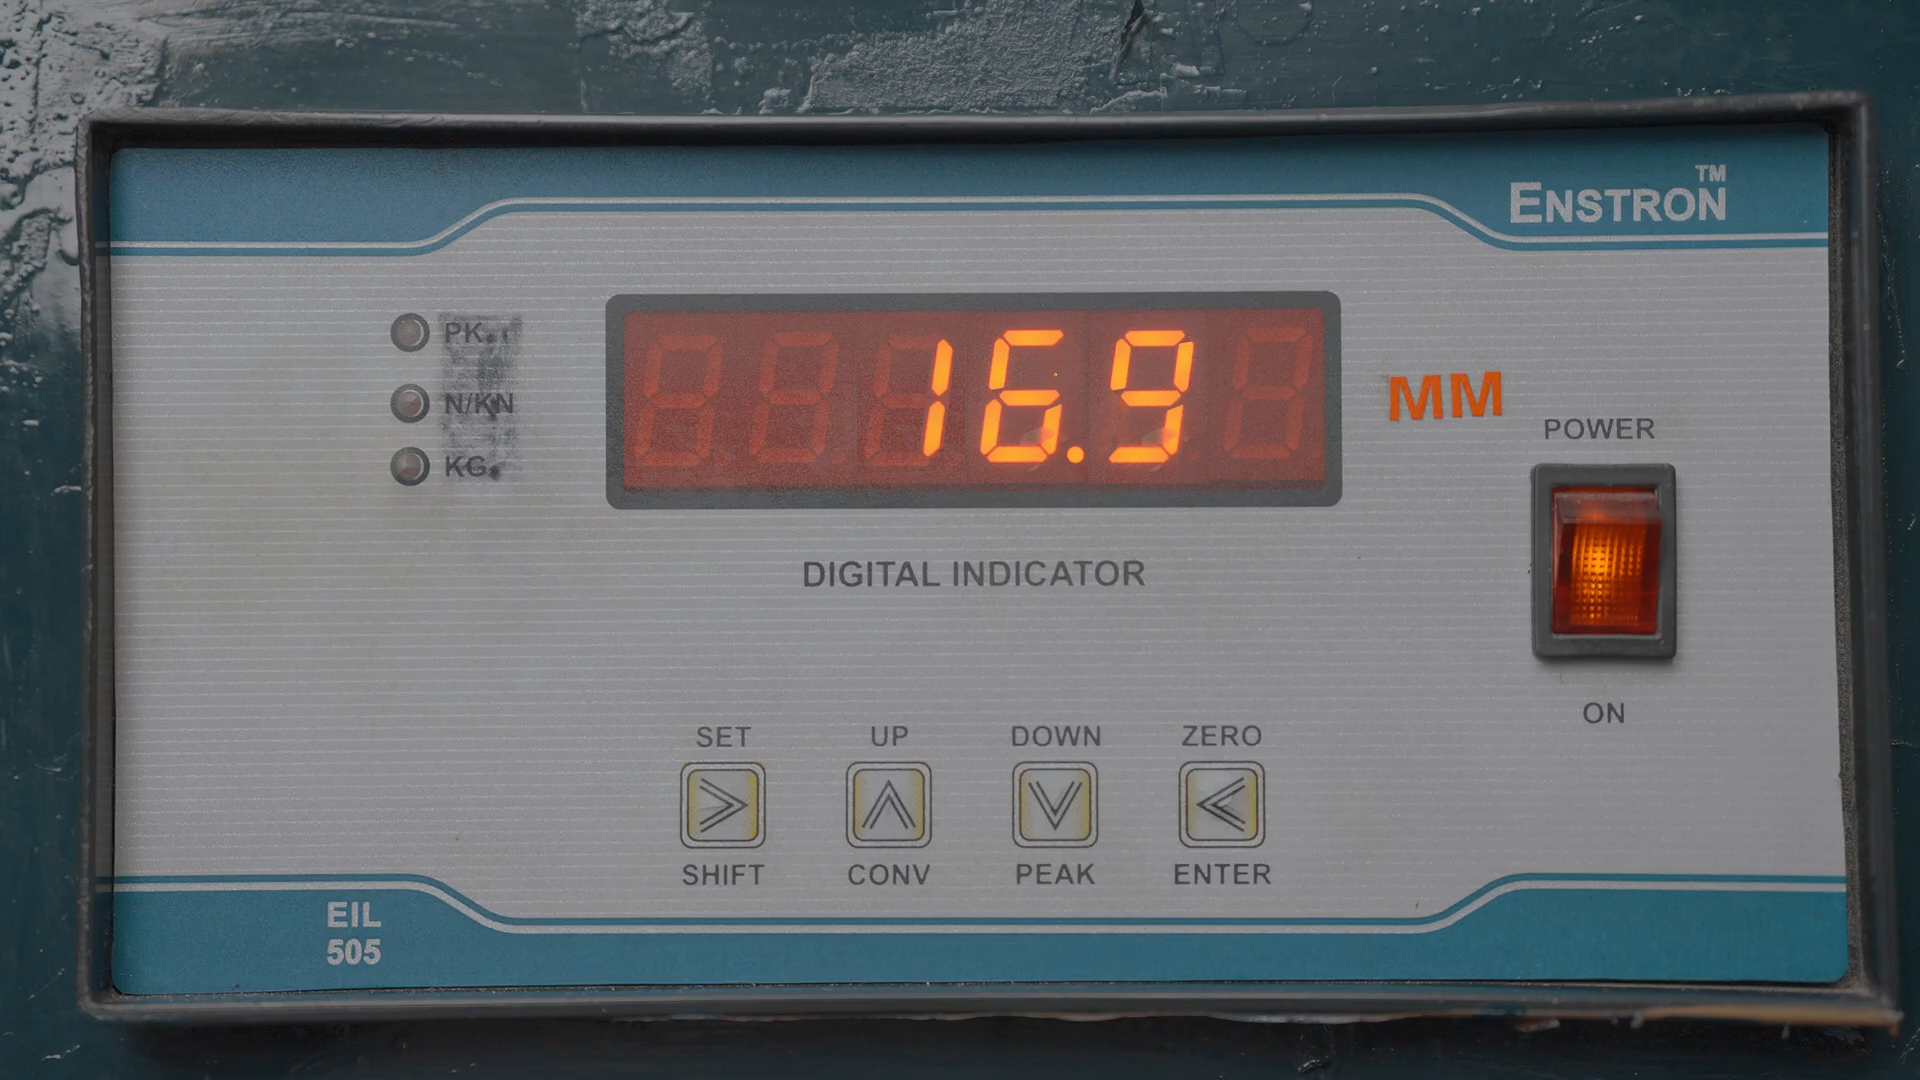 ENSTRON™
PK.
N/KN
KG.
16.9
MM
POWER
DIGITAL INDICATOR
ON
SET UP DOWN ZERO
SHIFT CONV PEAK ENTER
EIL
505